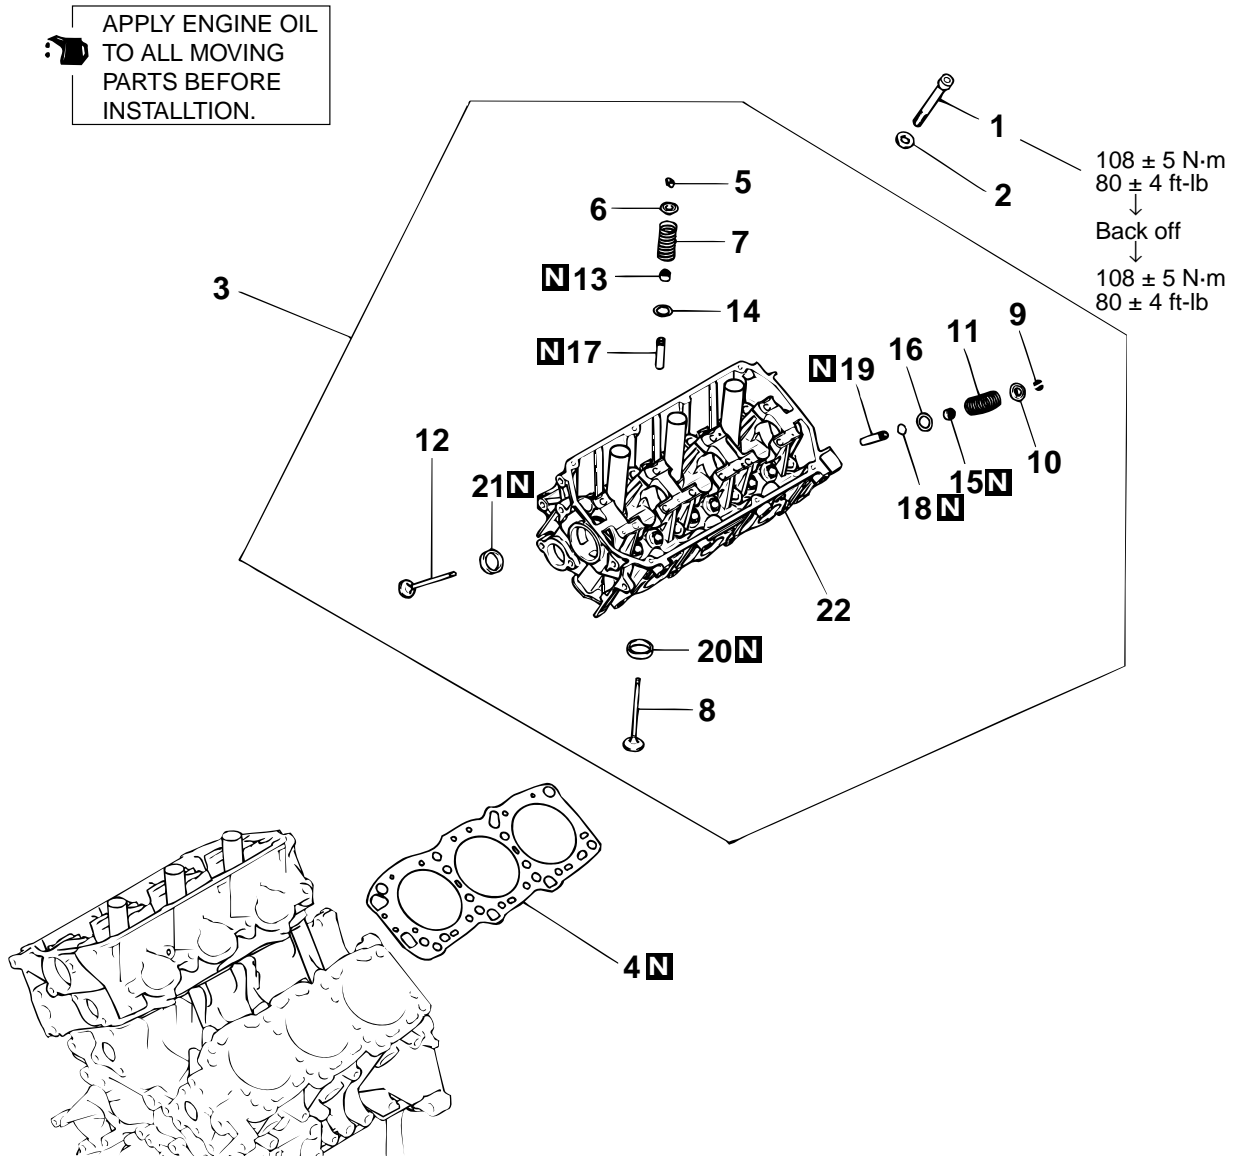 APPLY ENGINE OIL
TO ALL MOVING
PARTS BEFORE
INSTALLTION.
1
108 ± 5 N·m
80 ± 4 ft-lb
↓
Back off
↓
108 ± 5 N·m
80 ± 4 ft-lb
2
5
6
7
3
N 13
14
9
11
16
N 17
N 19
12
10
21 N
15 N
18 N
22
20 N
8
4 N